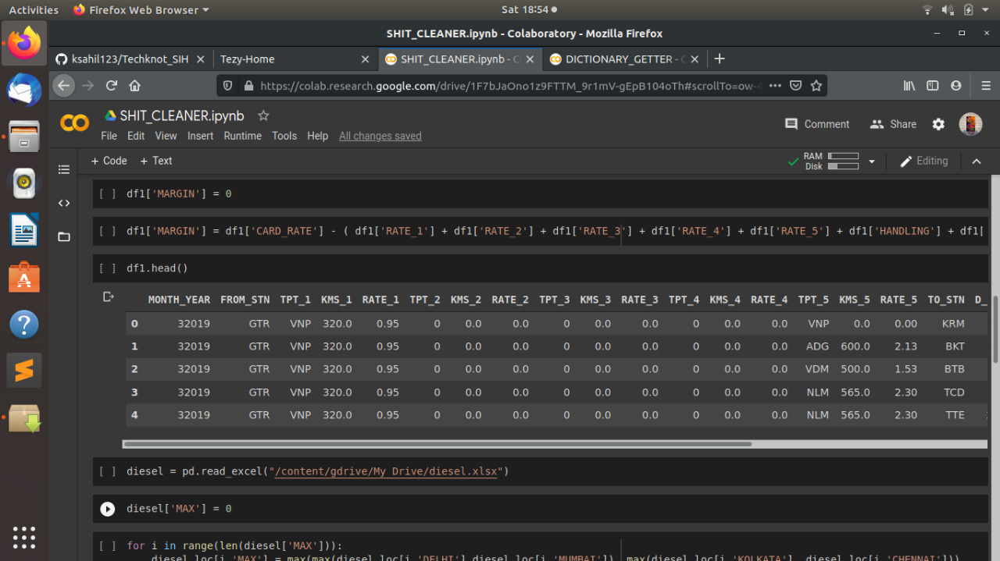 Activities Firefox Web Browser Sat 18:54
SHIT_CLEANER.ipynb - Colaboratory - Mozilla Firefox
ksahil123/Techknot_SIH Tezy-Home SHIT_CLEANER.ipynb - C DICTIONARY_GETTER - C
https://colab.research.google.com/drive/1F7bJaOno1z9FTTM_9r1mV-gEpB104oTh#scrollTo=ow-4
SHIT_CLEANER.ipynb
Comment Share
File Edit View Insert Runtime Tools Help All changes saved
+ Code + Text RAM Disk Editing
[ ] df1['MARGIN'] = 0
[ ] df1['MARGIN'] = df1['CARD_RATE'] - ( df1['RATE_1'] + df1['RATE_2'] + df1['RATE_3'] + df1['RATE_4'] + df1['RATE_5'] + df1['HANDLING'] + df1[
[ ] df1.head()
MONTH_YEAR FROM_STN TPT_1 KMS_1 RATE_1 TPT_2 KMS_2 RATE_2 TPT_3 KMS_3 RATE_3 TPT_4 KMS_4 RATE_4 TPT_5 KMS_5 RATE_5 TO_STN D_
0 32019 GTR VNP 320.0 0.95 0 0.0 0.0 0 0.0 0.0 0 0.0 0.0 VNP 0.0 0.00 KRM
1 32019 GTR VNP 320.0 0.95 0 0.0 0.0 0 0.0 0.0 0 0.0 0.0 ADG 600.0 2.13 BKT
2 32019 GTR VNP 320.0 0.95 0 0.0 0.0 0 0.0 0.0 0 0.0 0.0 VDM 500.0 1.53 BTB
3 32019 GTR VNP 320.0 0.95 0 0.0 0.0 0 0.0 0.0 0 0.0 0.0 NLM 565.0 2.30 TCD
4 32019 GTR VNP 320.0 0.95 0 0.0 0.0 0 0.0 0.0 0 0.0 0.0 NLM 565.0 2.30 TTE
[ ] diesel = pd.read_excel("/content/gdrive/My Drive/diesel.xlsx")
diesel['MAX'] = 0
[ ] for i in range(len(diesel['MAX'])):
diesel.loc[i,'MAX'] = max(max(diesel.loc[i,'DELHI'],diesel.loc[i,'MUMBAI']), max(diesel.loc[i,'KOLKATA'], diesel.loc[i,'CHENNAI']))